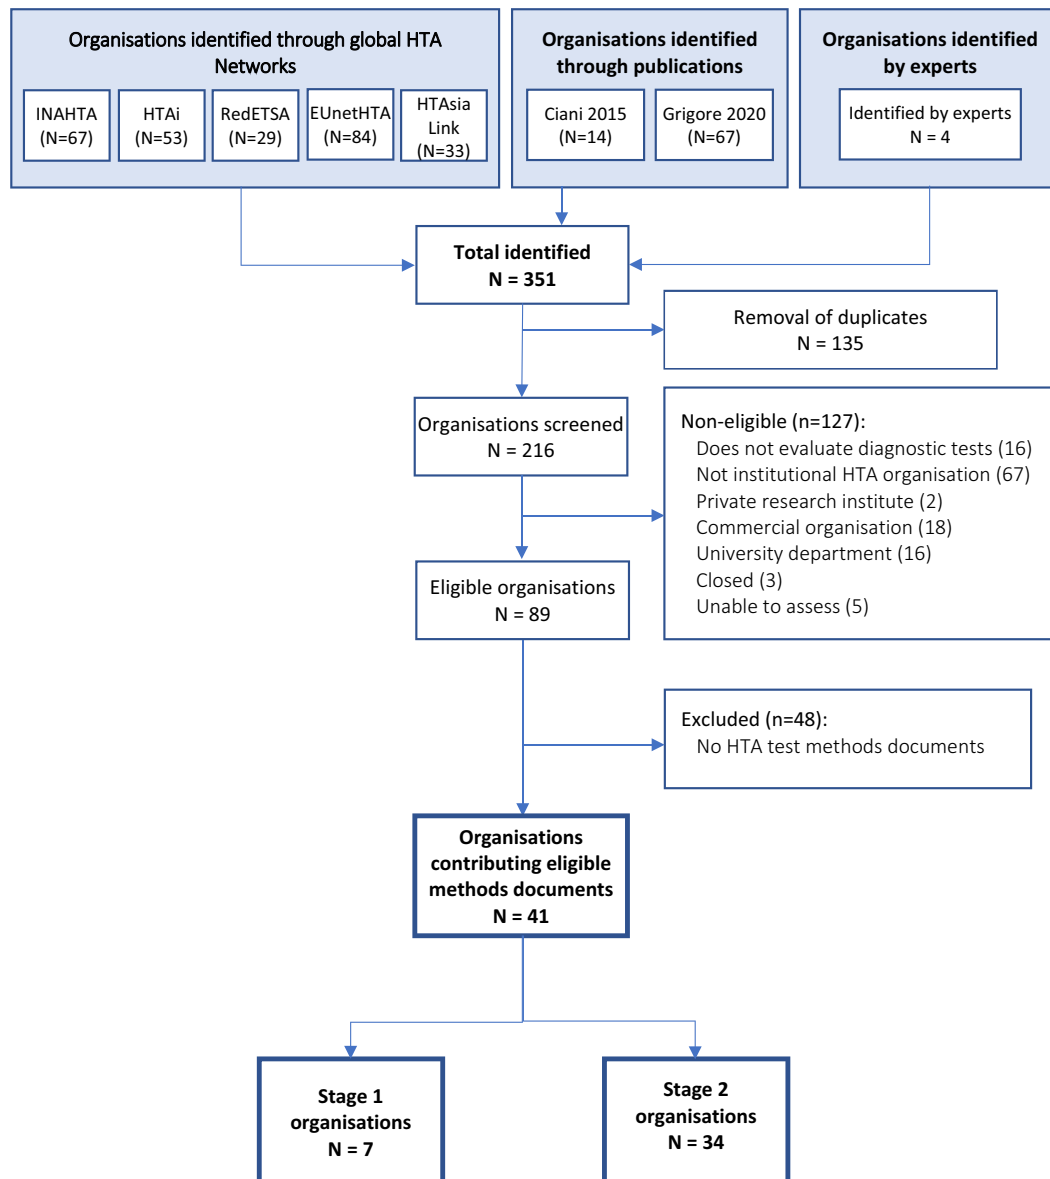 Organisations identified through global HTA
Networks
INAHTA
(N=67)
HTAi
(N=53)
RedETSA
(N=29)
EUnetHTA
(N=84)
HTAsia
Link
(N=33)
Organisations identified
through publications
Ciani 2015
(N=14)
Grigore 2020
(N=67)
Organisations identified
by experts
Identified by experts
N = 4
Total identified
N = 351
Removal of duplicates
N = 135
Organisations screened
N = 216
Non-eligible (n=127):
Does not evaluate diagnostic tests (16)
Not institutional HTA organisation (67)
Private research institute (2)
Commercial organisation (18)
University department (16)
Closed (3)
Unable to assess (5)
Eligible organisations
N = 89
Excluded (n=48):
No HTA test methods documents
Organisations
contributing eligible
methods documents
N = 41
Stage 1
organisations
N = 7
Stage 2
organisations
N = 34